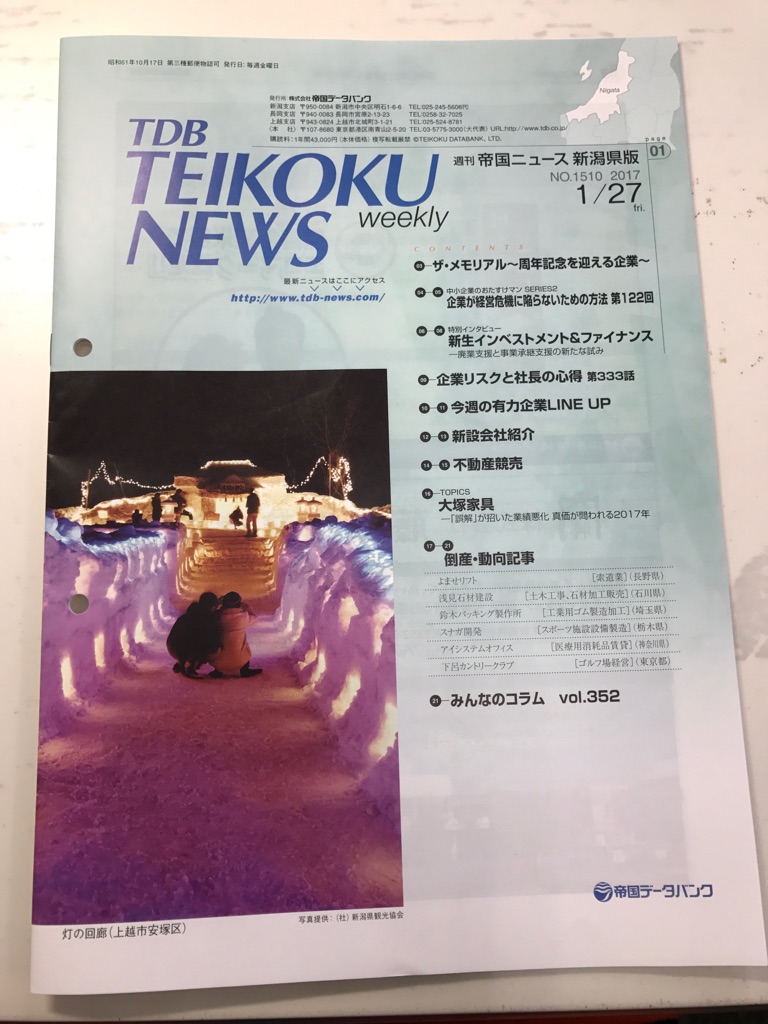 昭和61年10月17日 第三種郵便物認可 発行日：毎週金曜日
発行所 株式会社 帝国データバンク
新潟支店 〒950-0084 新潟市中央区明石1-6-6 TEL:025-245-5606㈹
長岡支店 〒940-0083 長岡市宮原2-13-23 TEL:0258-32-7025
上越支店 〒943-0824 上越市北城町3-1-21 TEL:025-524-8781
(本 社) 〒107-8680 東京都港区南青山2-5-20 TEL:03-5775-3000(大代表) URL:http://www.tdb.co.jp/
購読料：1年間43,000円(本体価格) 複写転載厳禁 ©TEIKOKU DATABANK, LTD.
Niigata
page
01
TDB
TEIKOKU
NEWS
weekly
週刊 帝国ニュース 新潟県版
NO.1510 2017
1/27
fri.
最新ニュースはここにアクセス
http://www.tdb-news.com/
CONTENTS
03 ザ・メモリアル～周年記念を迎える企業～
04 05 中小企業のおたすけマン SERIES2
企業が経営危機に陥らないための方法 第122回
06 08 特別インタビュー
新生インベストメント&ファイナンス
―廃業支援と事業承継支援の新たな試み
09 企業リスクと社長の心得 第333話
10 11 今週の有力企業LINE UP
12 13 新設会社紹介
14 15 不動産競売
16 TOPICS
大塚家具
―「誤解」が招いた業績悪化 真価が問われる2017年
17 21 倒産・動向記事
よませリフト [索道業](長野県)
浅見石材建設 [土木工事、石材加工販売](石川県)
鈴木パッキング製作所 [工業用ゴム製造加工](埼玉県)
スナガ開発 [スポーツ施設設備製造](栃木県)
アイシステムオフィス [医療用消耗品賃貸](神奈川県)
下呂カントリークラブ [ゴルフ場経営](東京都)
21 みんなのコラム vol.352
帝国データバンク
写真提供：(社)新潟県観光協会
灯の回廊(上越市安塚区)